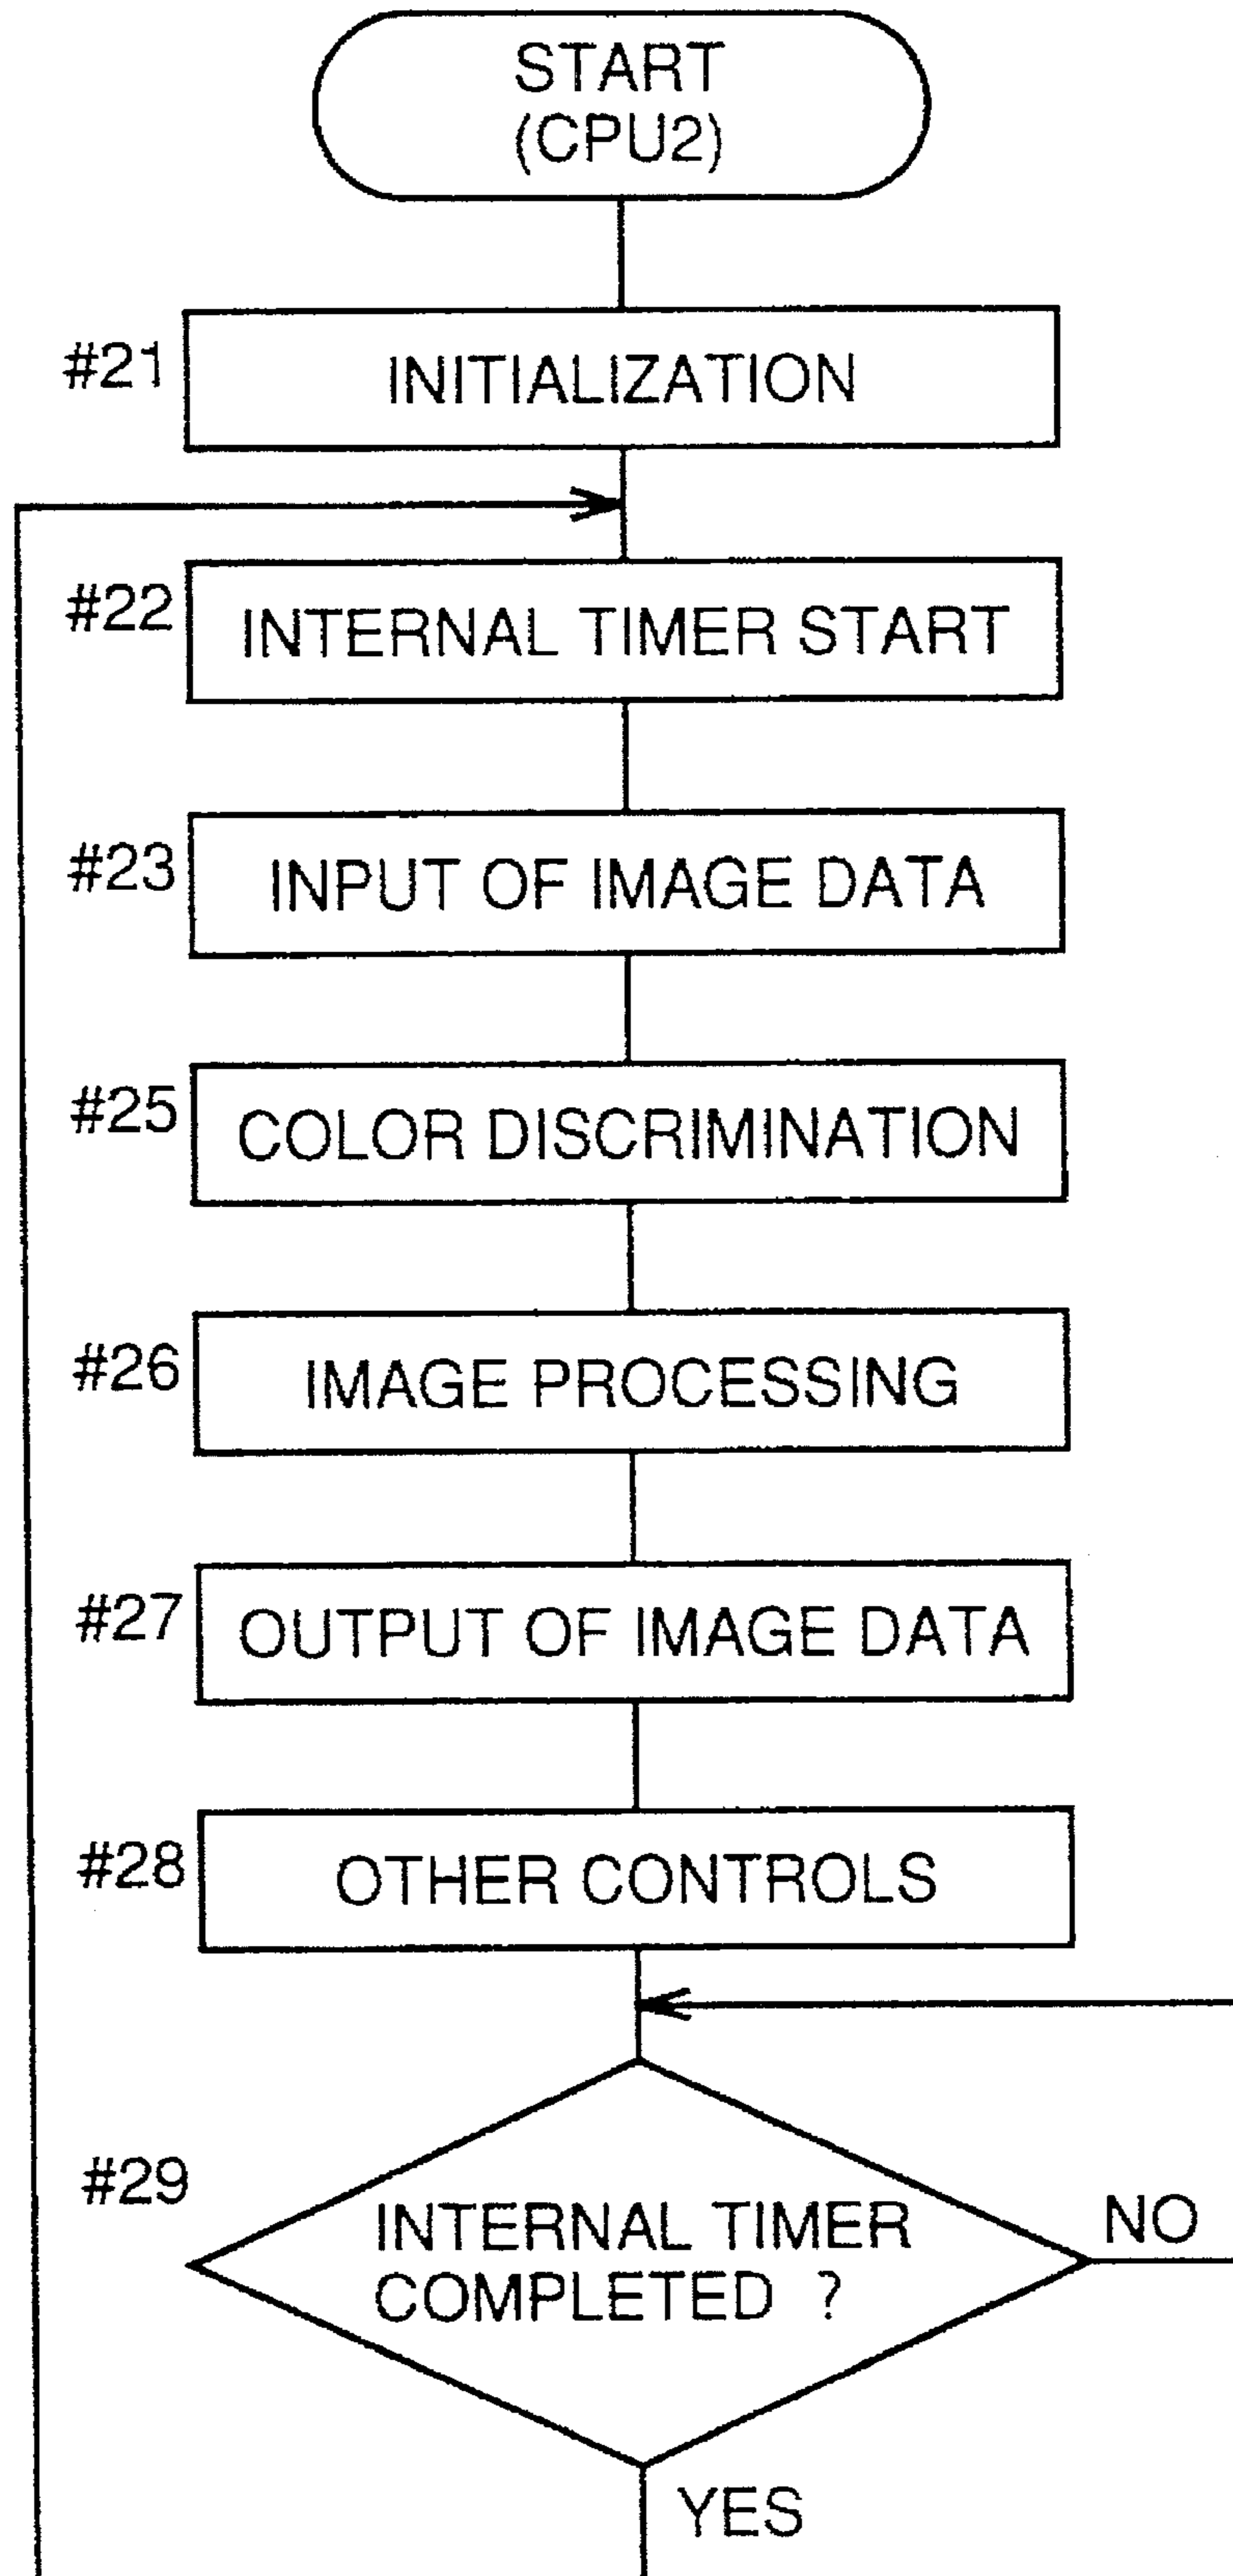 START
(CPU2)
#21
INITIALIZATION
#22
INTERNAL TIMER START
#23
INPUT OF IMAGE DATA
#25
COLOR DISCRIMINATION
#26
IMAGE PROCESSING
#27
OUTPUT OF IMAGE DATA
#28
OTHER CONTROLS
#29
INTERNAL TIMER
COMPLETED ?
NO
YES